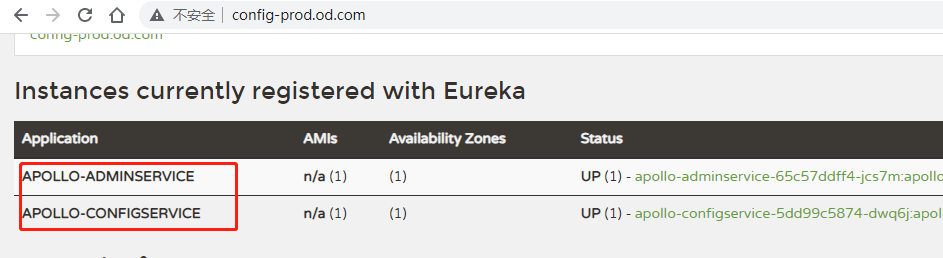 不安全 | config-prod.od.com
config-prod.od.com
Instances currently registered with Eureka
Application AMIs Availability Zones Status
APOLLO-ADMINSERVICE n/a (1) (1) UP (1) - apollo-adminservice-65c57ddff4-jcs7m:apollo
APOLLO-CONFIGSERVICE n/a (1) (1) UP (1) - apollo-configservice-5dd99c5874-dwq6j:apol